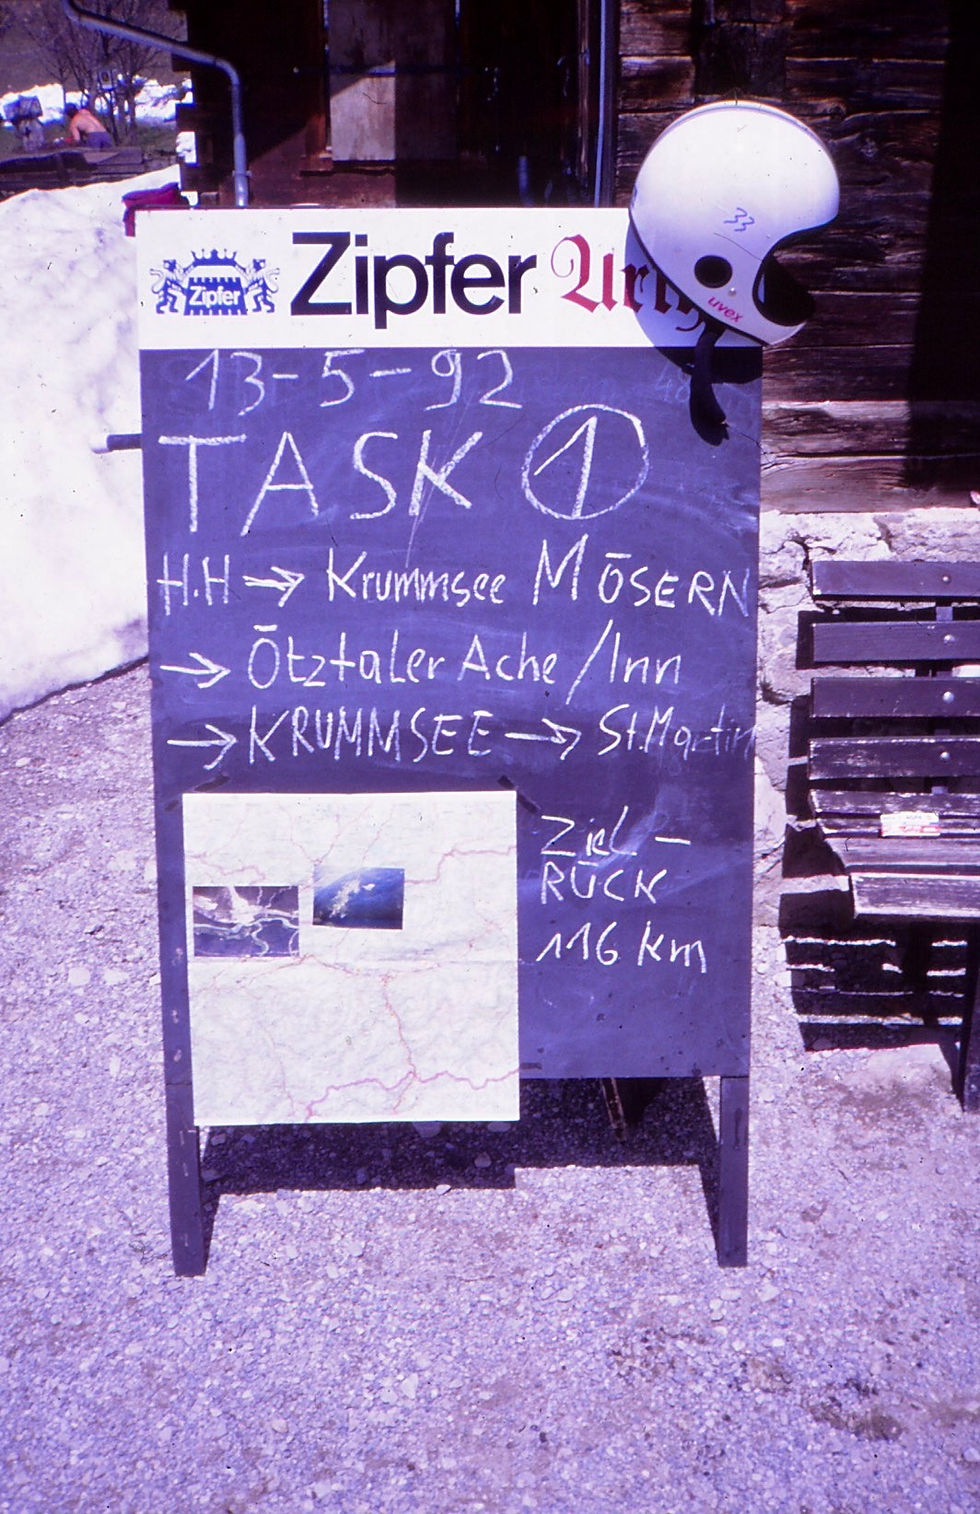 Zipfer
Zipfer
33
uvex
13-5-92
TASK 1
H.H → Krummsee MÖSERN
→ Ötztaler Ache/Inn
→ KRUMMSEE → St.Martin
Ziel -
RÜCK
116 km